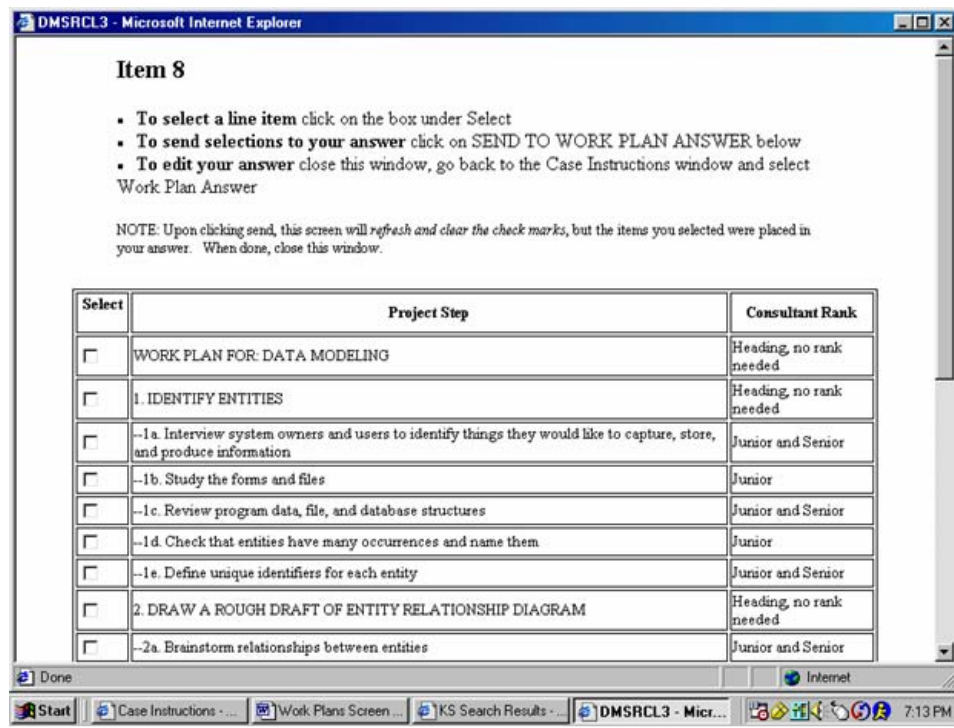 DMSRCL3 - Microsoft Internet Explorer
Item 8
▪ To select a line item click on the box under Select
▪ To send selections to your answer click on SEND TO WORK PLAN ANSWER below
▪ To edit your answer close this window, go back to the Case Instructions window and select
Work Plan Answer
NOTE: Upon clicking send, this screen will refresh and clear the check marks, but the items you selected were placed in
your answer. When done, close this window.
Select Project Step Consultant Rank
WORK PLAN FOR: DATA MODELING Heading, no rank
needed
1. IDENTIFY ENTITIES Heading, no rank
needed
--1a. Interview system owners and users to identify things they would like to capture, store,
and produce information Junior and Senior
--1b. Study the forms and files Junior
--1c. Review program data, file, and database structures Junior and Senior
--1d. Check that entities have many occurrences and name them Junior
--1e. Define unique identifiers for each entity Junior and Senior
2. DRAW A ROUGH DRAFT OF ENTITY RELATIONSHIP DIAGRAM Heading, no rank
needed
--2a. Brainstorm relationships between entities Junior and Senior
Done Internet
Start Case Instructions - ... Work Plans Screen ... KS Search Results - ... DMSRCL3 - Micr... 7:13 PM